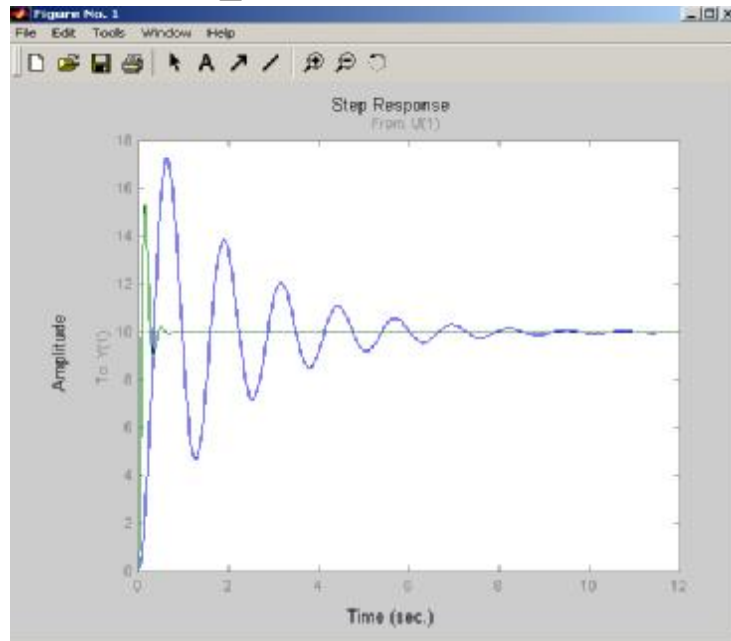 Figure No. 1
File Edit Tools Window Help
A
Step Response
From: U(1)
Amplitude
To: Y(1)
18
16
14
12
10
8
6
4
2
0
0 2 4 6 8 10 12
Time (sec.)